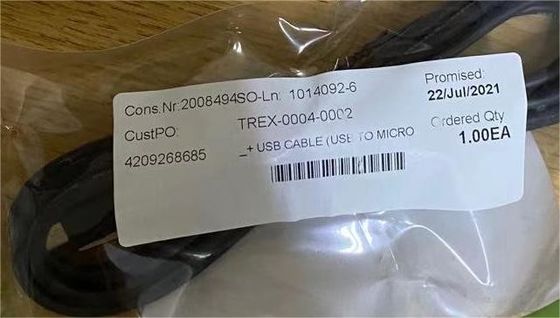 Cons.Nr:2008494SO-Ln: 1014092-6
Promised:
22/Jul/2021
CustPO:
TREX-0004-0002
Ordered Qty
1.00EA
4209268685
_+ USB CABLE (USB TO MICRO